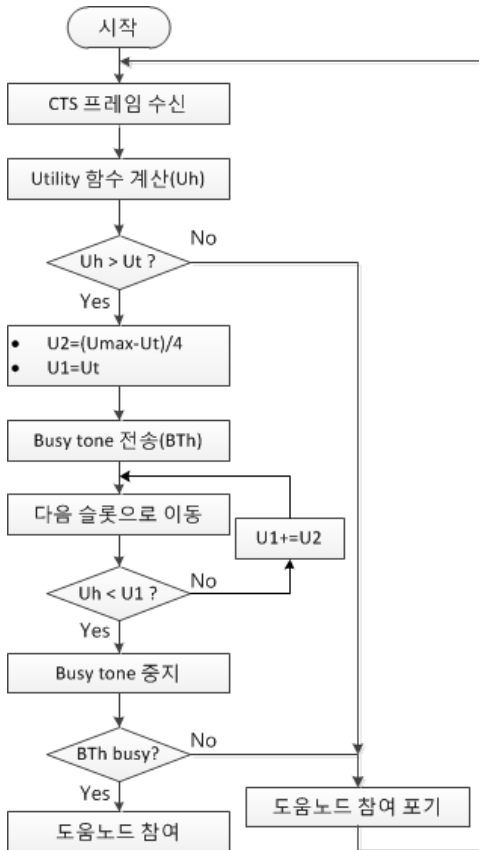 시작
CTS 프레임 수신
Utility 함수 계산(Uh)
Uh > Ut ?
No
Yes
• U2=(Umax-Ut)/4
• U1=Ut
Busy tone 전송(BTh)
다음 슬롯으로 이동
U1+=U2
Uh < U1 ?
No
Yes
Busy tone 중지
BTh busy?
No
Yes
도움노드 참여 포기
도움노드 참여